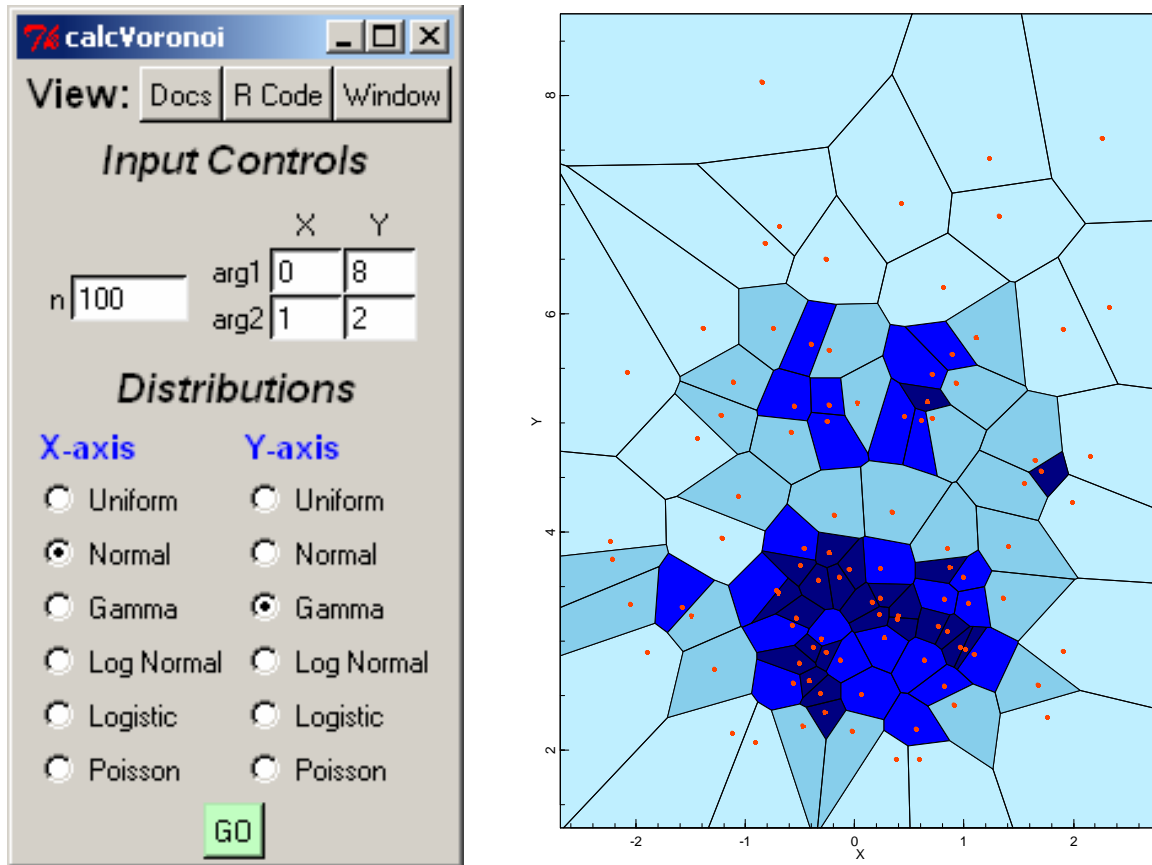 calcVoronoi
View: Docs R Code Window
Input Controls
X Y
arg1 0 8
n 100
arg2 1 2
Distributions
X-axis Y-axis
Uniform Uniform
Normal Normal
Gamma Gamma
Log Normal Log Normal
Logistic Logistic
Poisson Poisson
GO
8
6
Y
4
2
-2 -1 0 1 2
X